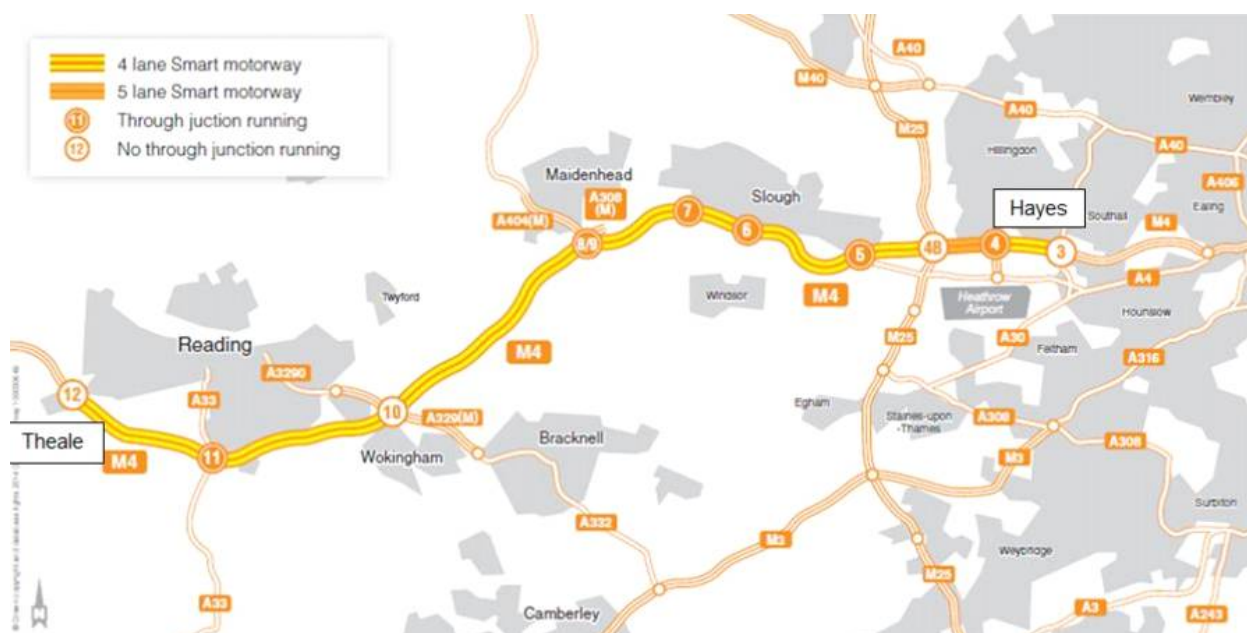 4 lane Smart motorway
5 lane Smart motorway
11 Through juction running
12 No through junction running
A40
M40
A40
Wembley
M25
A40
Hillingdon
A40
Maidenhead
A308
(M)
Slough
Hayes
A406
Southall
Ealing
M4
A404(M)
7
6
8/9
5
4B
4
3
A4
Twyford
Windsor
M4
Heathrow
Airport
Hounslow
Reading
M4
M25
A30
Feltham
A316
A3290
12
A33
10
A329(M)
Egham
Staines-upon
-Thames
A308
Theale
M4
11
Wokingham
Bracknell
M3
A308
A332
M3
Surbiton
Weybridge
M25
A33
Camberley
A3
A243
N